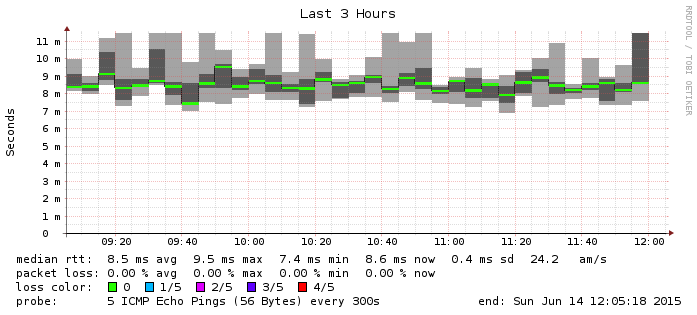 Last 3 Hours
RRDTOOL / TOBI OETIKER
Seconds
11 m
10 m
9 m
8 m
7 m
6 m
5 m
4 m
3 m
2 m
1 m
0
09:20 09:40 10:00 10:20 10:40 11:00 11:20 11:40 12:00
median rtt: 8.5 ms avg 9.5 ms max 7.4 ms min 8.6 ms now 0.4 ms sd 24.2 am/s
packet loss: 0.00 % avg 0.00 % max 0.00 % min 0.00 % now
loss color: 0 1/5 2/5 3/5 4/5
probe: 5 ICMP Echo Pings (56 Bytes) every 300s end: Sun Jun 14 12:05:18 2015